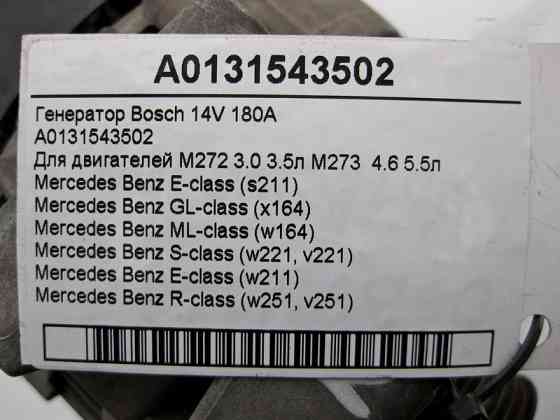 A0131543502
Генератор Bosch 14V 180A
A0131543502
Для двигателей M272 3.0 3.5л M273 4.6 5.5л
Mercedes Benz E-class (s211)
Mercedes Benz GL-class (x164)
Mercedes Benz ML-class (w164)
Mercedes Benz S-class (w221, v221)
Mercedes Benz E-class (w211)
Mercedes Benz R-class (w251, v251)